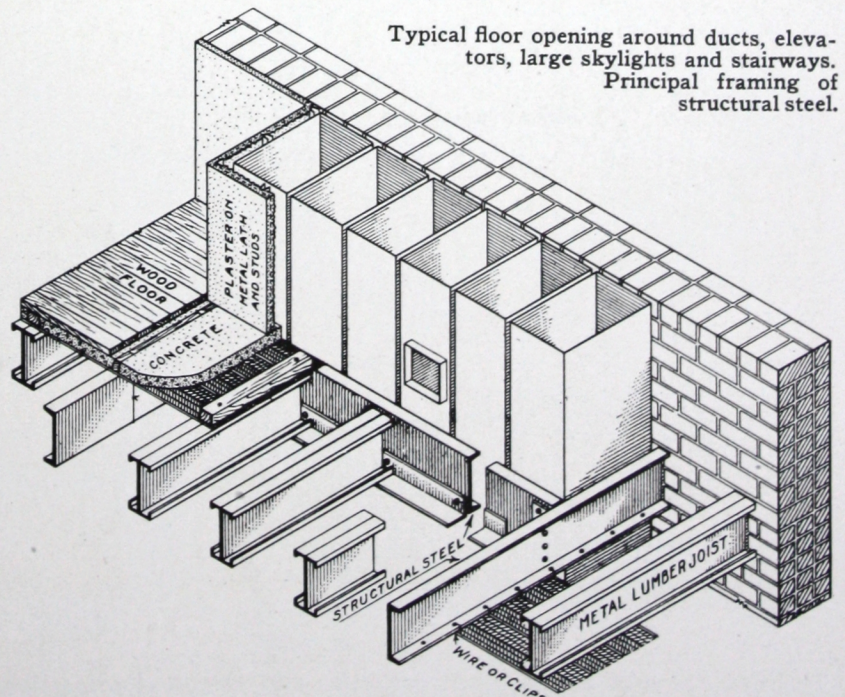 Typical floor opening around ducts, eleva-
tors, large skylights and stairways.
Principal framing of
structural steel.
PLASTER ON
METAL LATH
AND STUDS
WOOD
FLOOR
CONCRETE
STRUCTURAL STEEL
METAL LUMBER JOIST
WIRE OR CLIPS